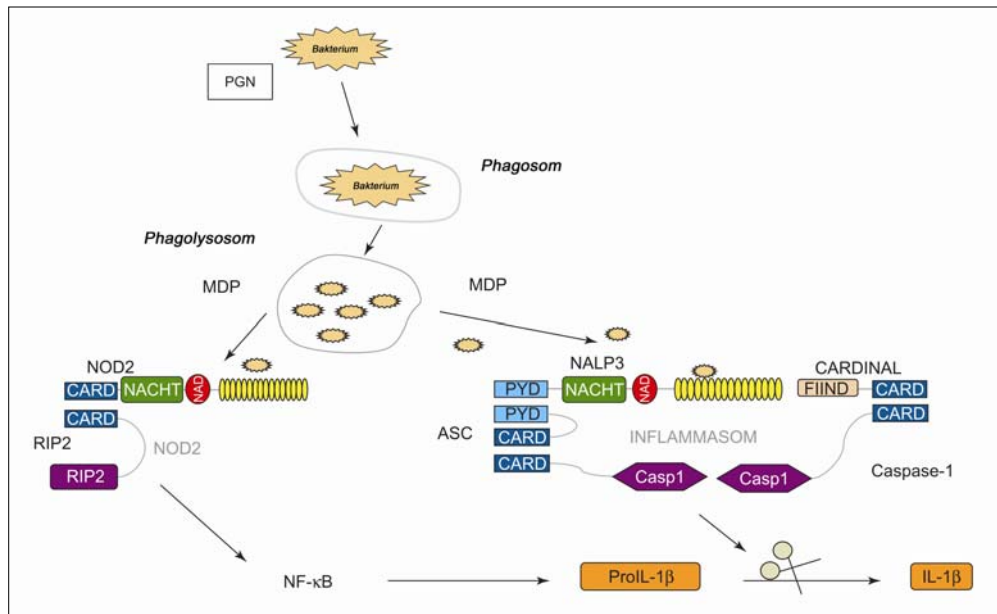 Bakterium
PGN
Bakterium
Phagosom
Phagolysosom
MDP
MDP
NOD2
CARD NACHT NAD
CARD
RIP2
NOD2
RIP2
NALP3
CARDINAL
PYD NACHT NAD FIIND CARD
PYD CARD
ASC
CARD
INFLAMMASOM
CARD
Casp1 Casp1
Caspase-1
NF-κB
ProIL-1β
IL-1β